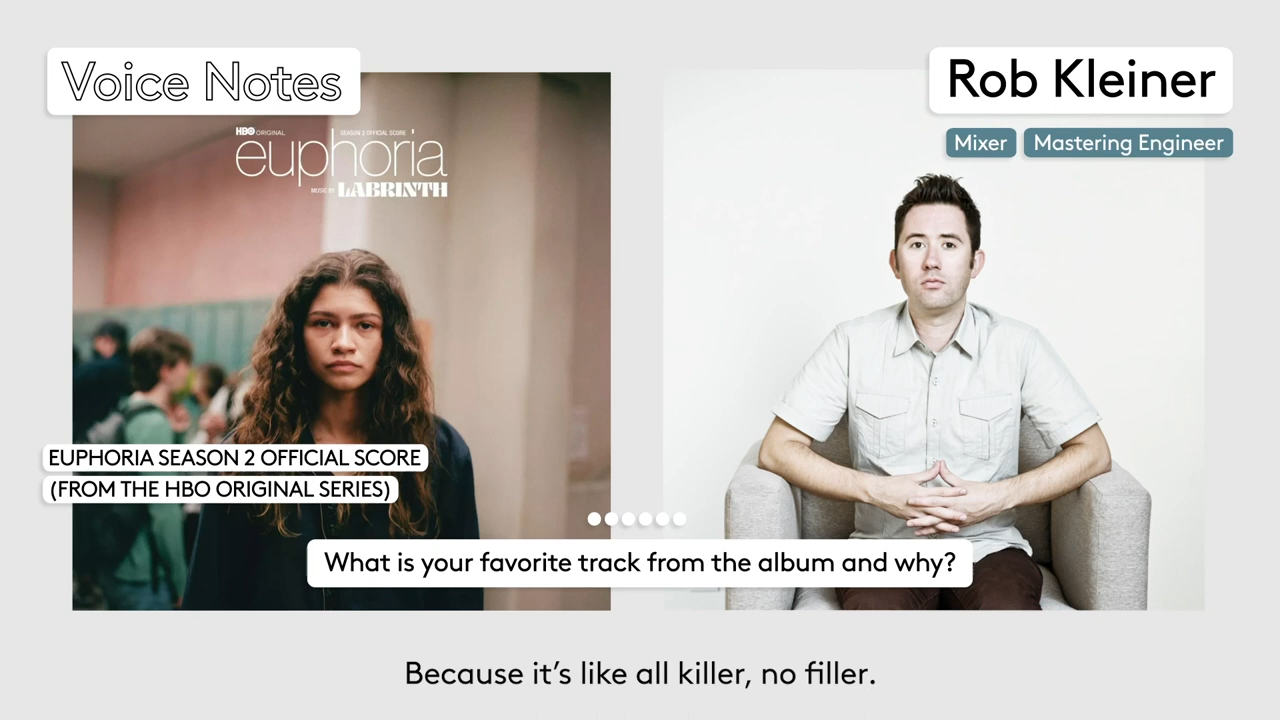 Voice Notes
Rob Kleiner
Mixer
Mastering Engineer
HBO ORIGINAL
SEASON 2 OFFICIAL SCORE
euphoria
MUSIC BY LABRINTH
EUPHORIA SEASON 2 OFFICIAL SCORE
(FROM THE HBO ORIGINAL SERIES)
What is your favorite track from the album and why?
Because it’s like all killer, no filler.